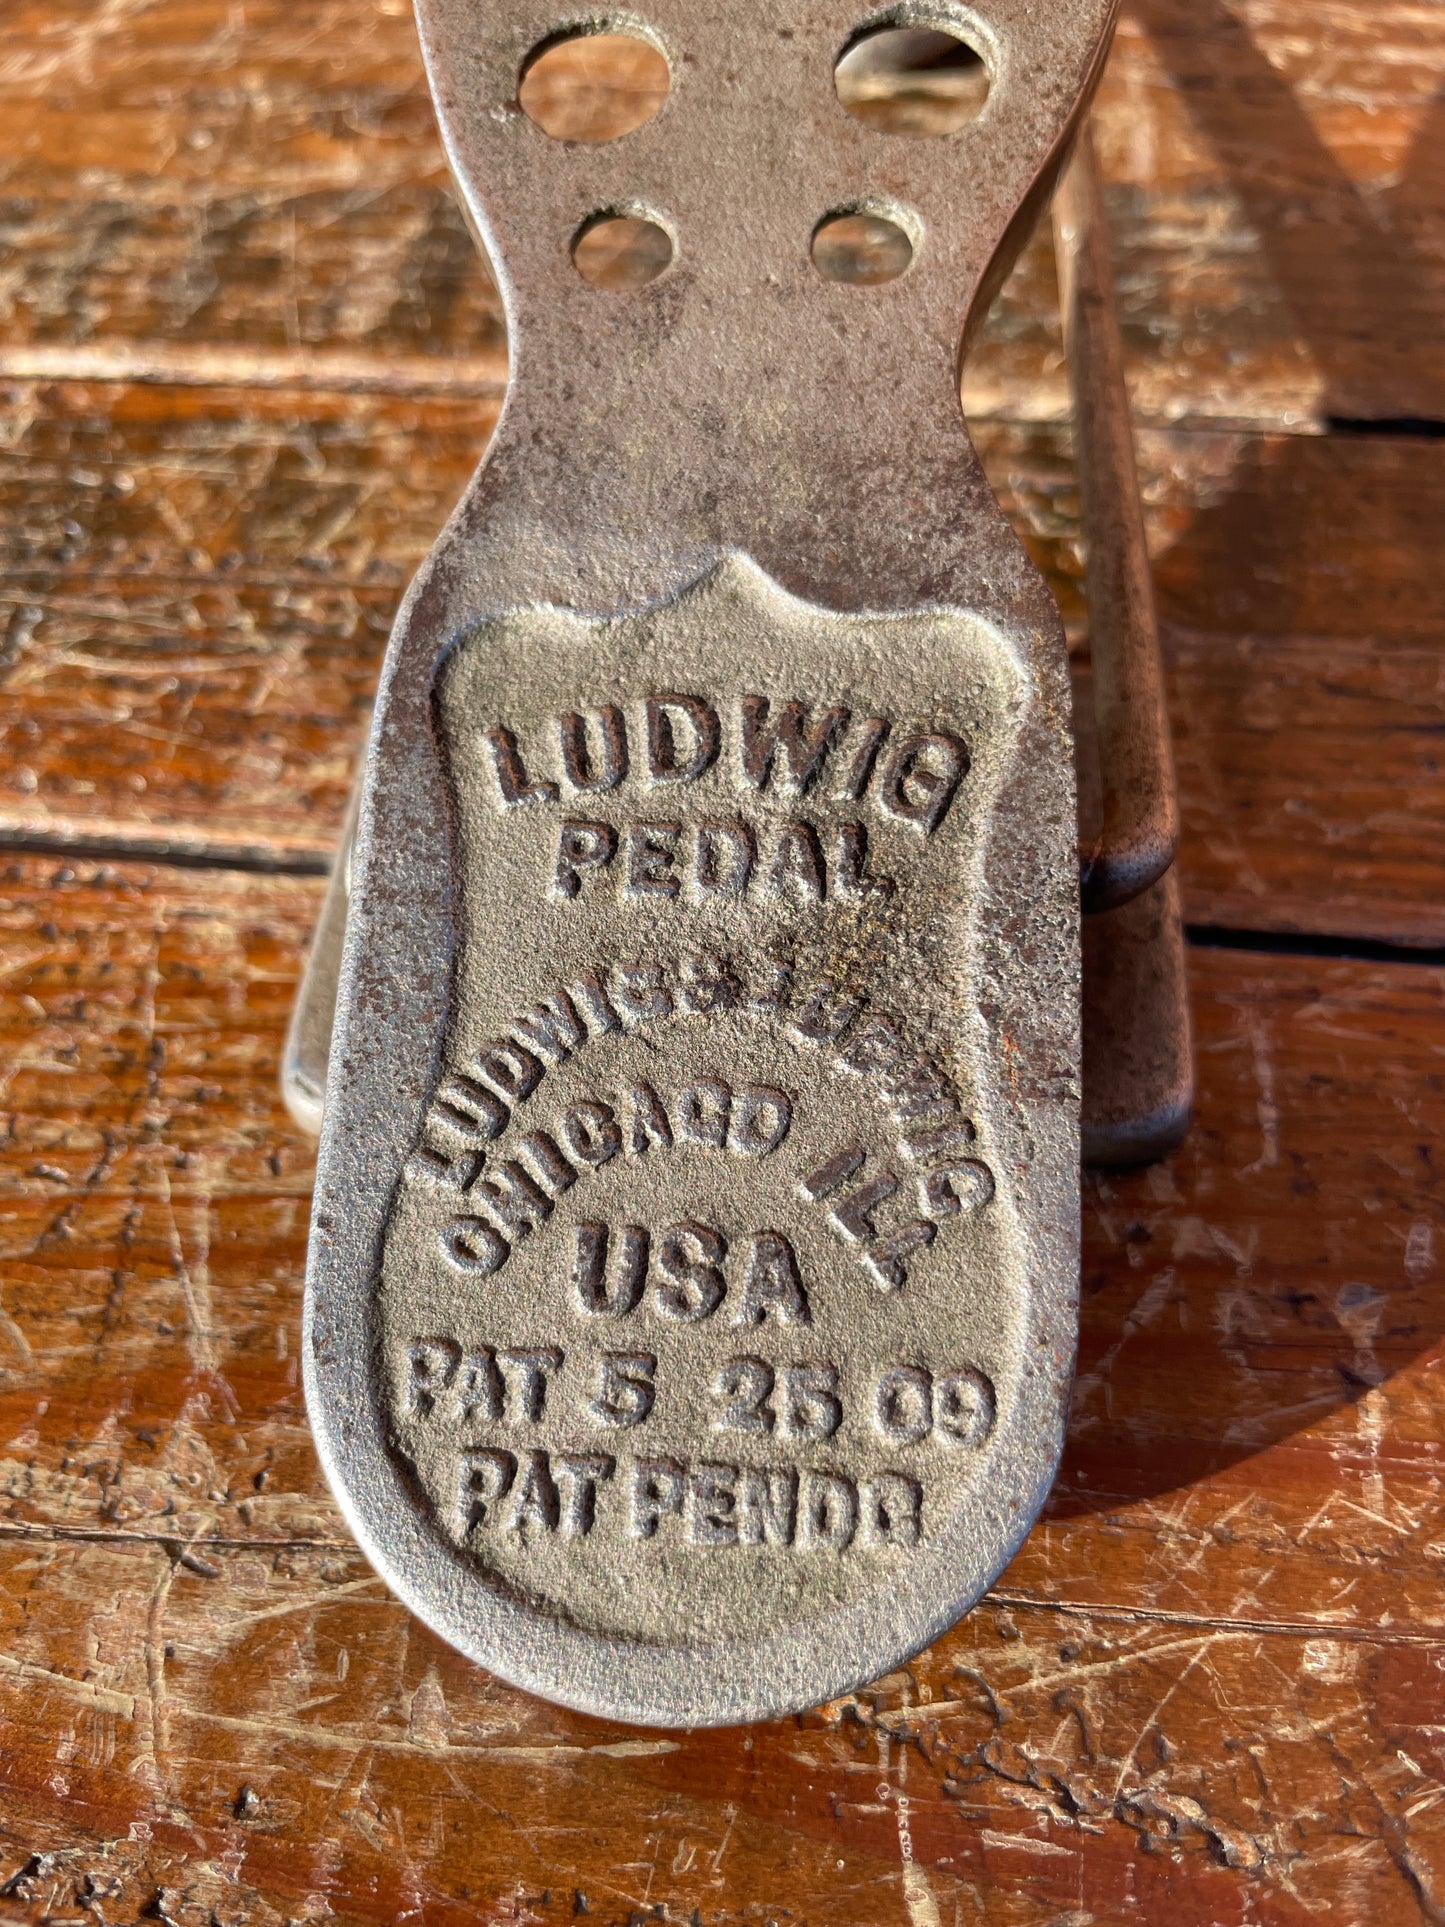 LUDWIG
PEDAL
LUDWIG & LUDWIG
CHICAGO ILL
USA
PAT 5 25 09
PAT PENDG